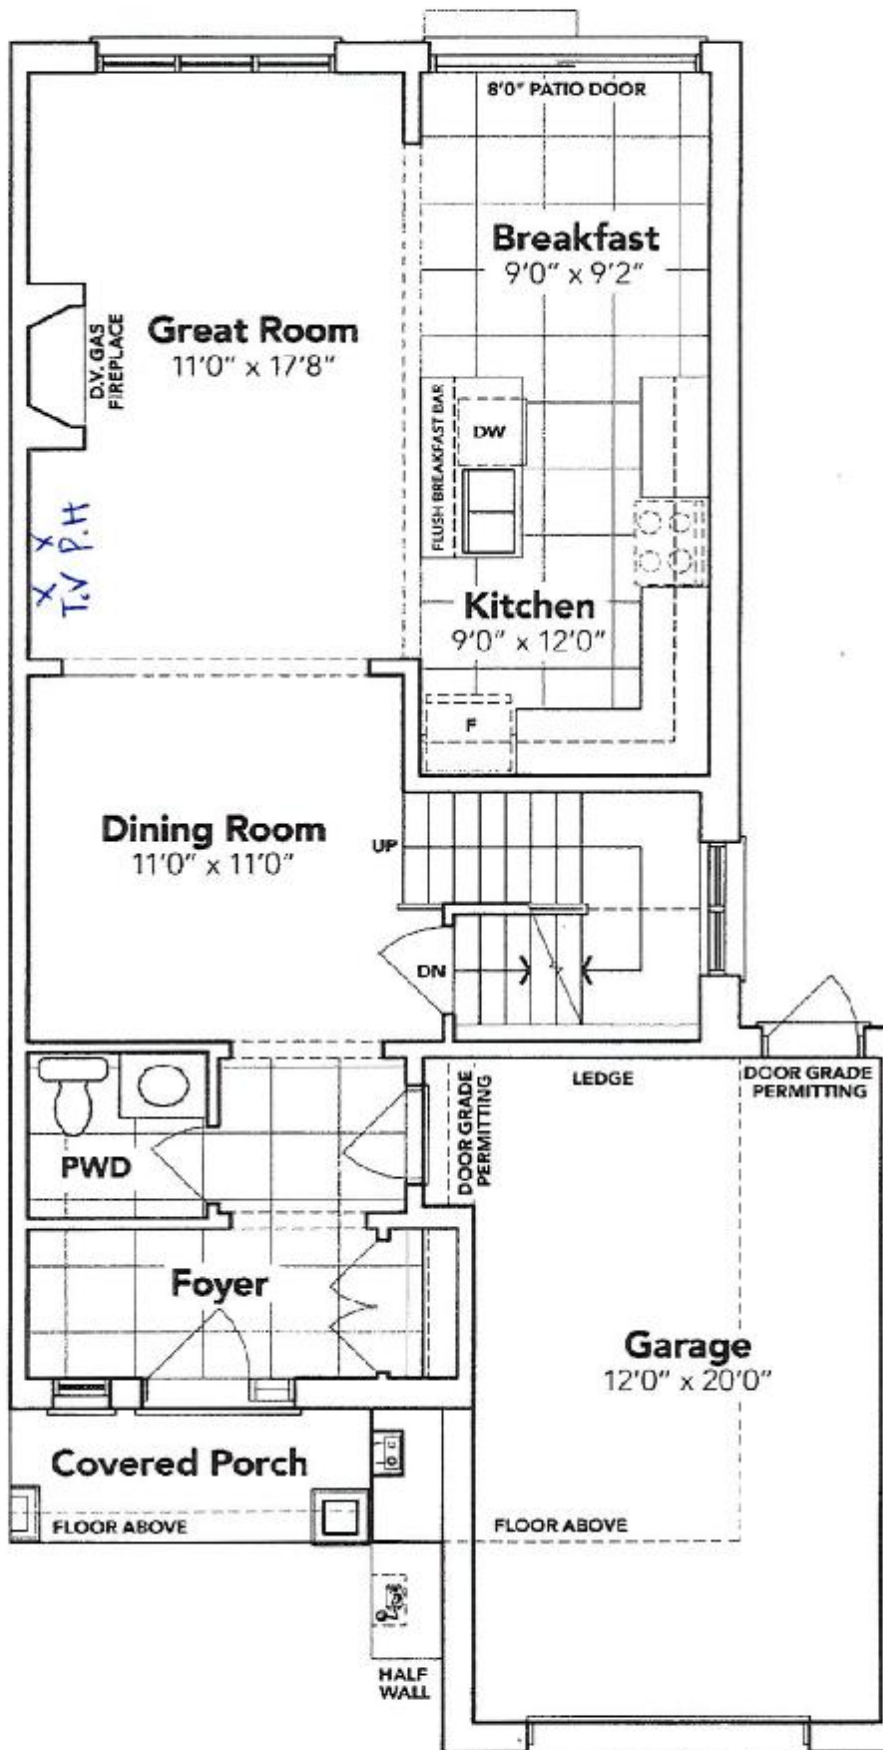 8'0" PATIO DOOR
Breakfast
9'0" x 9'2"
Great Room
11'0" x 17'8"
D.V. GAS
FIREPLACE
FLUSH BREAKFAST BAR
DW
X X
T.V P.H
Kitchen
9'0" x 12'0"
F
Dining Room
11'0" x 11'0"
UP
DN
DOOR GRADE
PERMITTING
LEDGE
DOOR GRADE
PERMITTING
PWD
Foyer
Garage
12'0" x 20'0"
Covered Porch
FLOOR ABOVE
FLOOR ABOVE
HALF
WALL